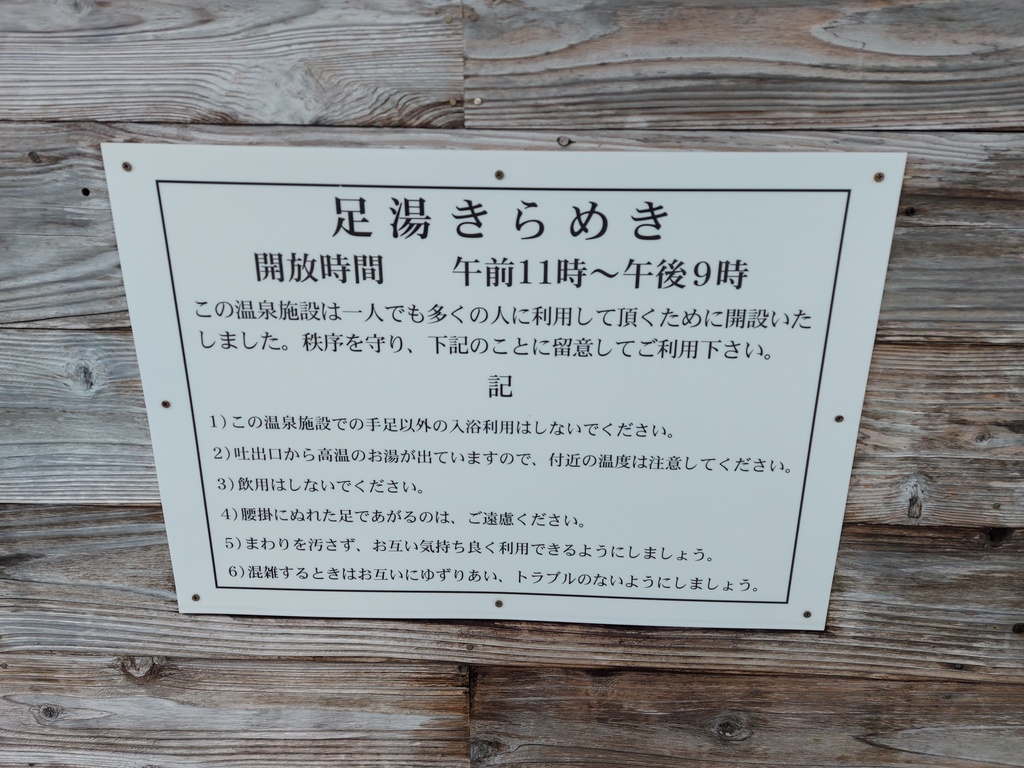 足湯きらめき
開放時間　　午前11時～午後９時
この温泉施設は一人でも多くの人に利用して頂くために開設いた
しました。秩序を守り、下記のことに留意してご利用下さい。
記
1）この温泉施設での手足以外の入浴利用はしないでください。
2）吐出口から高温のお湯が出ていますので、付近の温度は注意してください。
3）飲用はしないでください。
4）腰掛にぬれた足であがるのは、ご遠慮ください。
5）まわりを汚さず、お互い気持ち良く利用できるようにしましょう。
6）混雑するときはお互いにゆずりあい、トラブルのないようにしましょう。